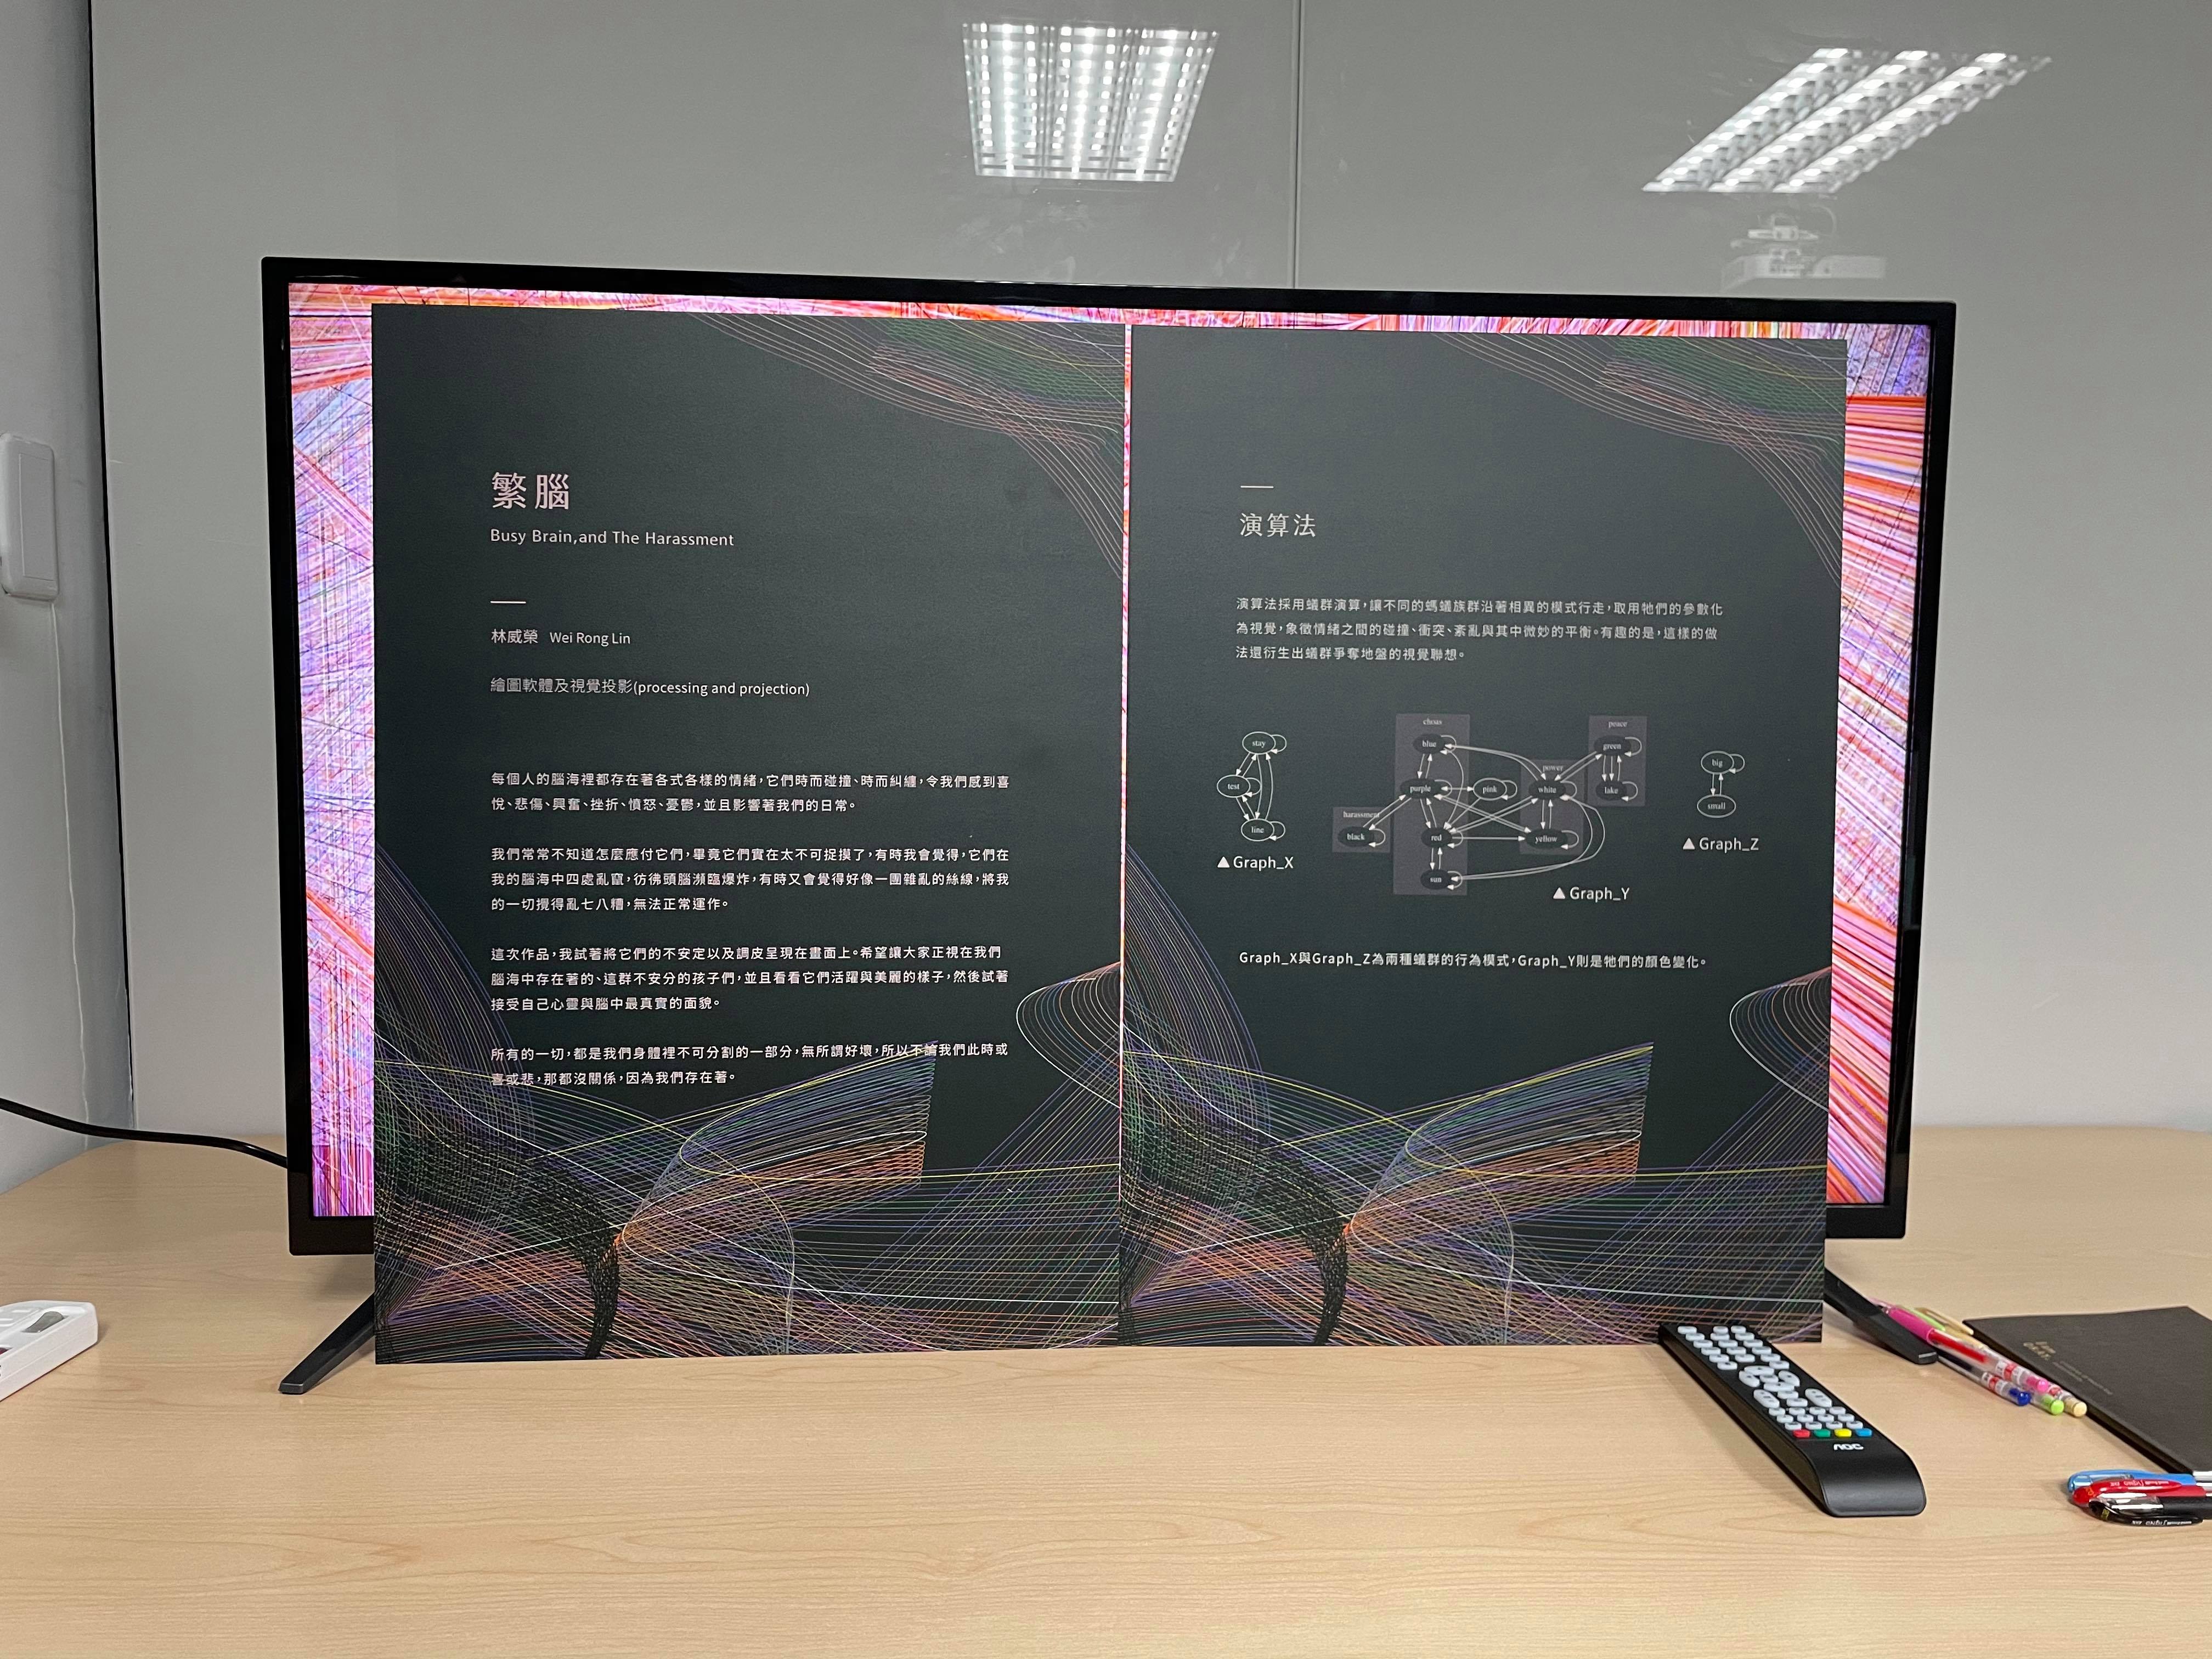 繁腦
Busy Brain,and The Harassment
林威榮 Wei Rong Lin
繪圖軟體及視覺投影(processing and projection)
每個人的腦海裡都存在著各式各樣的情緒,它們時而碰撞、時而糾纏,令我們感到喜
悅、悲傷、興奮、挫折、憤怒、憂鬱,並且影響著我們的日常。
我們常常不知道怎麼應付它們,畢竟它們實在太不可捉摸了,有時我會覺得,它們在
我的腦海中四處亂竄,彷彿頭腦瀕臨爆炸,有時又會覺得好像一團雜亂的絲線,將我
的一切攪得亂七八糟,無法正常運作。
這次作品,我試著將它們的不安定以及調皮呈現在畫面上。希望讓大家正視在我們
腦海中存在著的、這群不安分的孩子們,並且看看它們活躍與美麗的樣子,然後試著
接受自己心靈與腦中最真實的面貌。
所有的一切,都是我們身體裡不可分割的一部分,無所謂好壞,所以不論我們此時或
喜或悲,那都沒關係,因為我們存在著。
演算法
演算法採用蟻群演算,讓不同的螞蟻族群沿著相異的模式行走,取用牠們的參數化
為視覺,象徵情緒之間的碰撞、衝突、紊亂與其中微妙的平衡。有趣的是,這樣的做
法還衍生出蟻群爭奪地盤的視覺聯想。
stay
test
line
▲Graph_X
blue
purple
pink
harassment
black
red
sun
power
white
yellow
peace
green
lake
▲Graph_Y
big
small
▲Graph_Z
Graph_X與Graph_Z為兩種蟻群的行為模式,Graph_Y則是牠們的顏色變化。
AOC